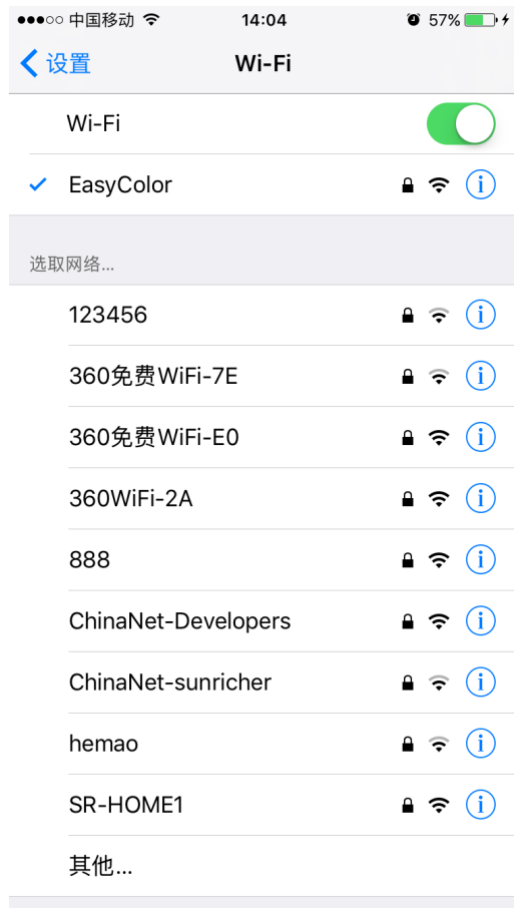 中国移动 14:04 57%
设置 Wi-Fi
Wi-Fi
EasyColor
选取网络...
123456
360免费WiFi-7E
360免费WiFi-E0
360WiFi-2A
888
ChinaNet-Developers
ChinaNet-sunricher
hemao
SR-HOME1
其他...